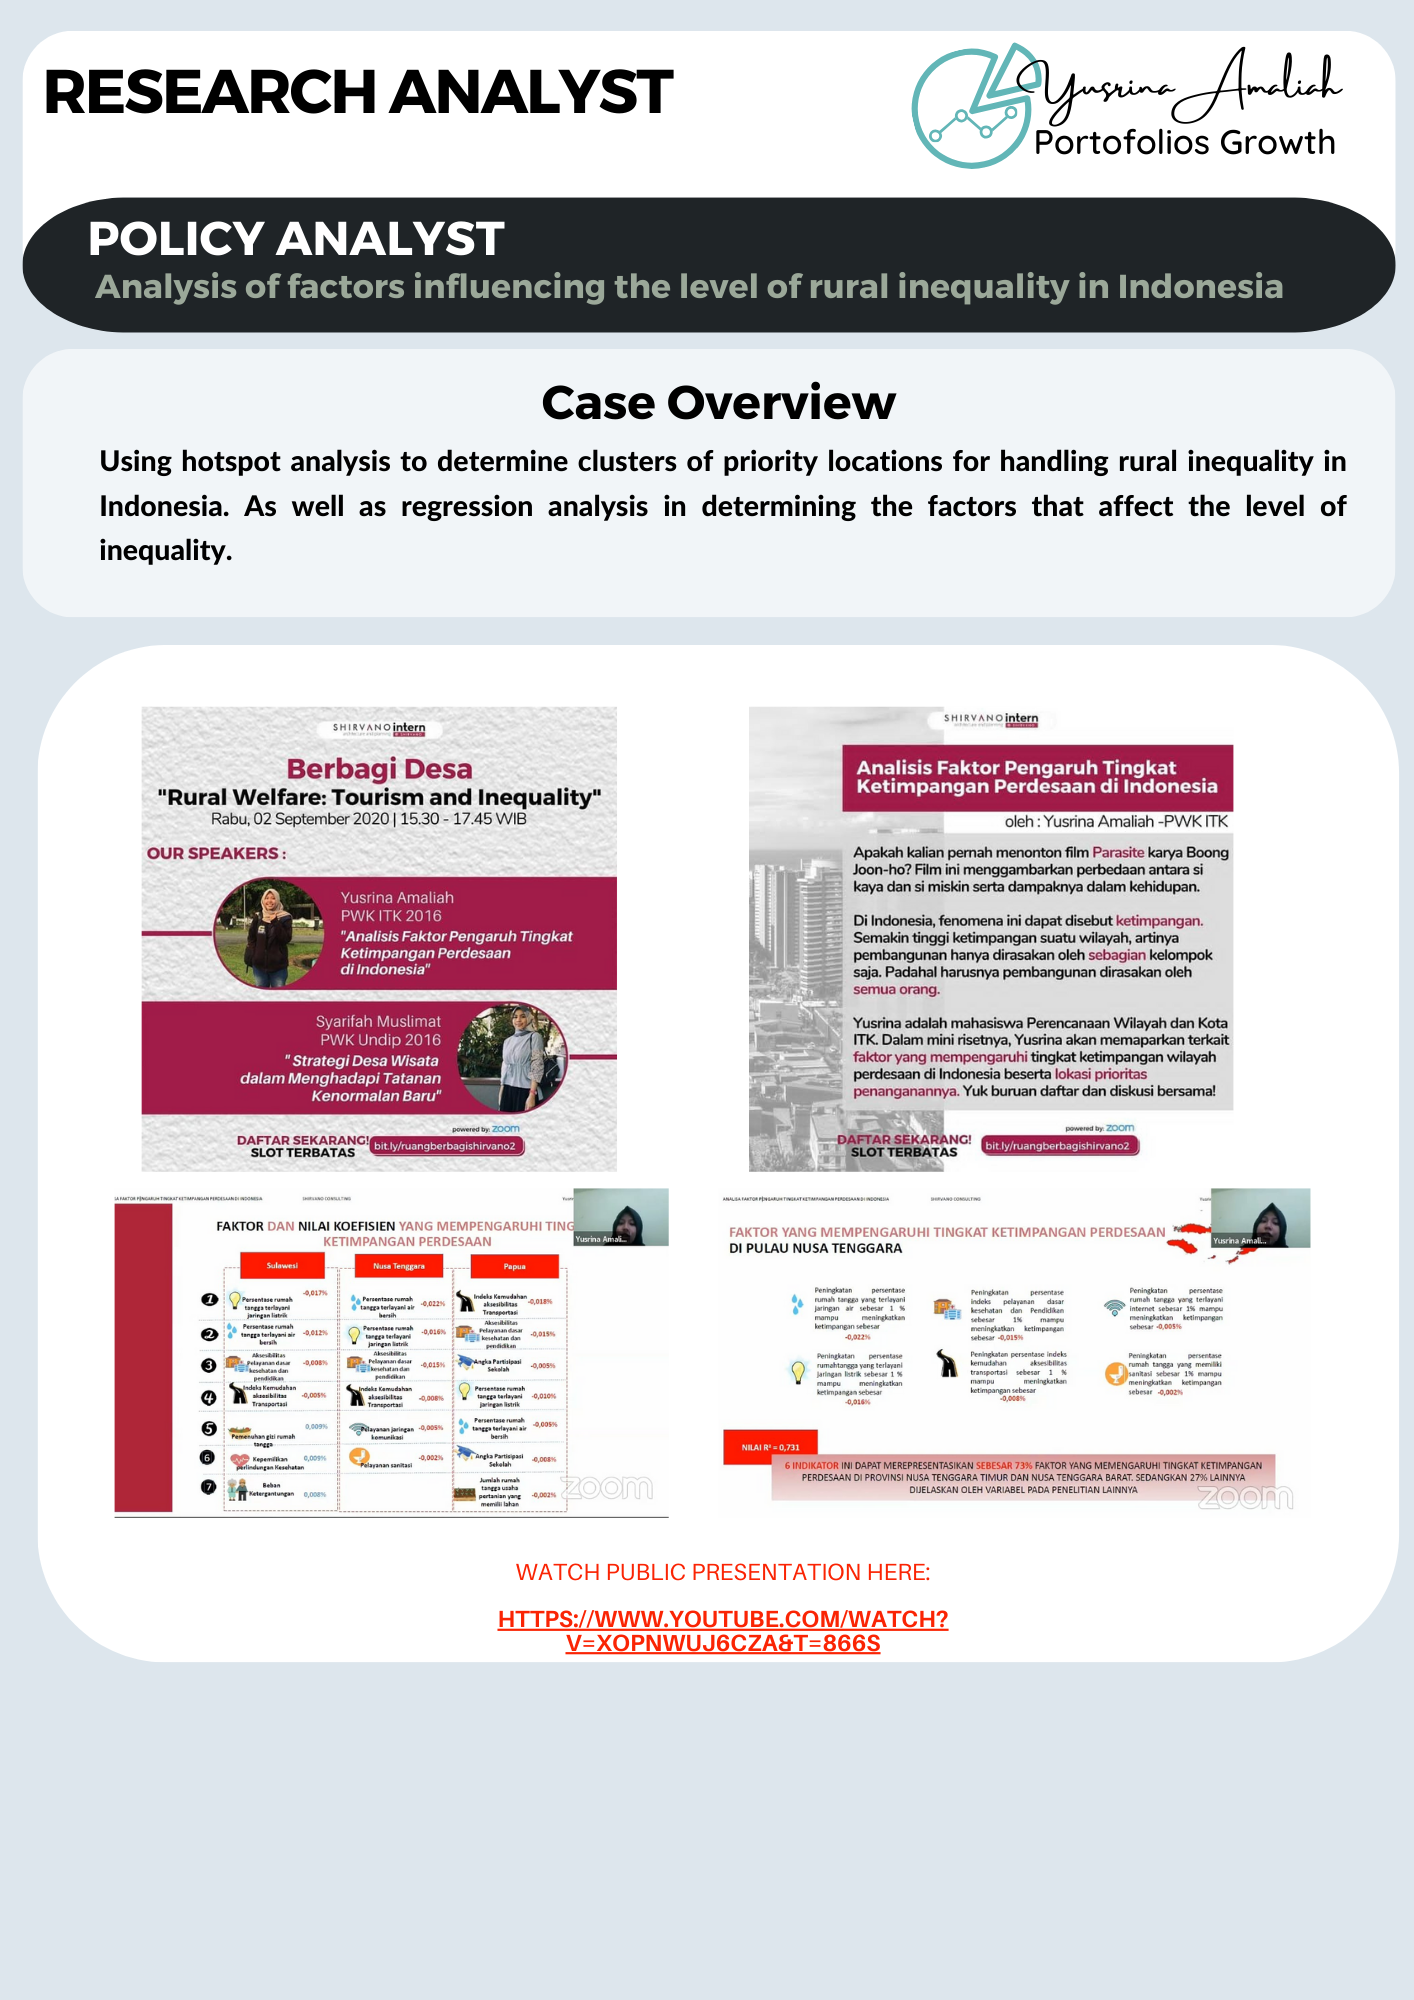 RESEARCH ANALYST
Yusrina Amaliah
Portofolios Growth
POLICY ANALYST
Analysis of factors influencing the level of rural inequality in Indonesia
Case Overview
Using hotspot analysis to determine clusters of priority locations for handling rural inequality in
Indonesia. As well as regression analysis in determining the factors that affect the level of
inequality.
SHIRVANO intern
Berbagi Desa
"Rural Welfare: Tourism and Inequality"
Rabu, 02 September 2020 | 15.30 - 17.45 WIB
OUR SPEAKERS :
Yusrina Amaliah
PWK ITK 2016
"Analisis Faktor Pengaruh Tingkat
Ketimpangan Perdesaan
di Indonesia"
Syarifah Muslimat
PWK Undip 2016
" Strategi Desa Wisata
dalam Menghadapi Tatanan
Kenormalan Baru"
powered by: zoom
DAFTAR SEKARANG!
SLOT TERBATAS
bit.ly/ruangberbagishirvano2
SHIRVANO intern
Analisis Faktor Pengaruh Tingkat
Ketimpangan Perdesaan di Indonesia
oleh : Yusrina Amaliah -PWK ITK
Apakah kalian pernah menonton film Parasite karya Boong
Joon-ho? Film ini menggambarkan perbedaan antara si
kaya dan si miskin serta dampaknya dalam kehidupan.
Di Indonesia, fenomena ini dapat disebut ketimpangan.
Semakin tinggi ketimpangan suatu wilayah, artinya
pembangunan hanya dirasakan oleh sebagian kelompok
saja. Padahal harusnya pembangunan dirasakan oleh
semua orang.
Yusrina adalah mahasiswa Perencanaan Wilayah dan Kota
ITK. Dalam mini risetnya, Yusrina akan memaparkan terkait
faktor yang mempengaruhi tingkat ketimpangan wilayah
perdesaan di Indonesia beserta lokasi prioritas
penanganannya. Yuk buruan daftar dan diskusi bersama!
powered by: zoom
DAFTAR SEKARANG!
SLOT TERBATAS
bit.ly/ruangberbagishirvano2
IA FAKTOR PENGARUH TINGKAT KETIMPANGAN PERDESAAN DI INDONESIA
SHIRVANO CONSULTING
Yusrina Amali...
FAKTOR DAN NILAI KOEFISIEN YANG MEMPENGARUHI TING
KETIMPANGAN PERDESAAN
Sulawesi
Nusa Tenggara
Papua
1
Persentase rumah
tangga terlayani
jaringan listrik
-0,017%
Persentase rumah
tangga terlayani air
bersih
-0,022%
Indeks Kemudahan
aksesibilitas
Transportasi
-0,018%
2
Persentase rumah
tangga terlayani air
bersih
-0,012%
Persentase rumah
tangga terlayani
jaringan listrik
-0,016%
Aksesibilitas
Pelayanan dasar
kesehatan dan
pendidikan
-0,015%
3
Aksesibilitas
Pelayanan dasar
kesehatan dan
pendidikan
-0,008%
Aksesibilitas
Pelayanan dasar
kesehatan dan
pendidikan
-0,015%
Angka Partisipasi
Sekolah
-0,005%
4
Indeks Kemudahan
aksesibilitas
Transportasi
-0,005%
Indeks Kemudahan
aksesibilitas
Transportasi
-0,008%
Persentase rumah
tangga terlayani
jaringan listrik
-0,010%
5
Pemenuhan gizi rumah
tangga
0,009%
Pelayanan jaringan
komunikasi
-0,005%
Persentase rumah
tangga terlayani air
bersih
-0,005%
6
Kepemilikan
perlindungan Kesehatan
0,009%
Pelayanan sanitasi
-0,002%
Angka Partisipasi
Sekolah
-0,008%
7
Beban
Ketergantungan
0,008%
Jumlah rumah
tangga usaha
pertanian yang
memilii lahan
-0,002%
zoom
ANALISA FAKTOR PENGARUH TINGKAT KETIMPANGAN PERDESAAN DI INDONESIA
SHIRVANO CONSULTING
Yusrina Amali...
FAKTOR YANG MEMPENGARUHI TINGKAT KETIMPANGAN PERDESAAN
DI PULAU NUSA TENGGARA
Peningkatan persentase
rumah tangga yang terlayani
jaringan air sebesar 1 %
mampu meningkatkan
ketimpangan sebesar
-0,022%
Peningkatan persentase
indeks pelayanan dasar
kesehatan dan Pendidikan
sebesar 1% mampu
meningkatkan ketimpangan
sebesar -0,015%
Peningkatan persentase
rumah tangga yang terlayani
internet sebesar 1% mampu
meningkatkan ketimpangan
sebesar -0,005%
Peningkatan persentase
rumahtangga yang terlayani
jaringan listrik sebesar 1 %
mampu meningkatkan
ketimpangan sebesar
-0,016%
Peningkatan persentase indeks
kemudahan aksesibilitas
transportasi sebesar 1 %
mampu meningkatkan
ketimpangan sebesar
-0,008%
Peningkatan persentase
rumah tangga yang memiliki
sanitasi sebesar 1% mampu
meningkatkan ketimpangan
sebesar -0,002%
NILAI R² = 0,731
6 INDIKATOR INI DAPAT MEREPRESENTASIKAN SEBESAR 73% FAKTOR YANG MEMENGARUHI TINGKAT KETIMPANGAN
PERDESAAN DI PROVINSI NUSA TENGGARA TIMUR DAN NUSA TENGGARA BARAT. SEDANGKAN 27% LAINNYA
DIJELASKAN OLEH VARIABEL PADA PENELITIAN LAINNYA
zoom
WATCH PUBLIC PRESENTATION HERE:
HTTPS://WWW.YOUTUBE.COM/WATCH?
V=XOPNWUJ6CZA&T=866S